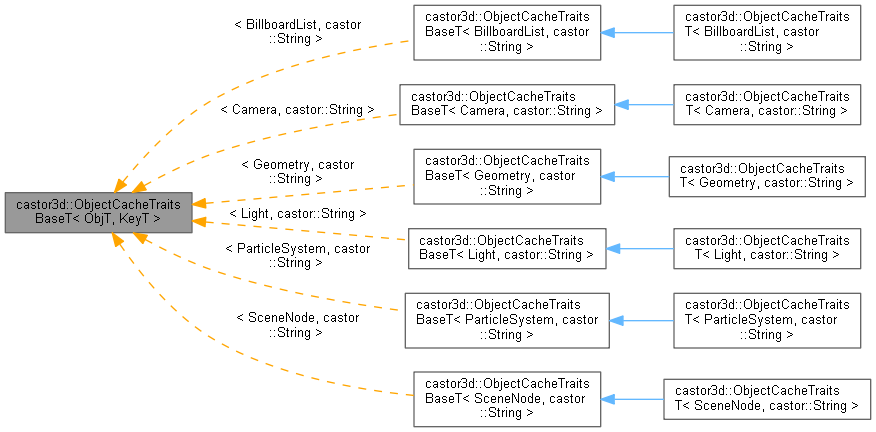 castor3d::ObjectCacheTraits
BaseT< ObjT, KeyT >
< BillboardList, castor
::String >
castor3d::ObjectCacheTraits
BaseT< BillboardList, castor
::String >
castor3d::ObjectCacheTraits
T< BillboardList, castor
::String >
< Camera, castor::String >
castor3d::ObjectCacheTraits
BaseT< Camera, castor::String >
castor3d::ObjectCacheTraits
T< Camera, castor::String >
< Geometry, castor
::String >
castor3d::ObjectCacheTraits
BaseT< Geometry, castor
::String >
castor3d::ObjectCacheTraits
T< Geometry, castor::String >
< Light, castor::String >
castor3d::ObjectCacheTraits
BaseT< Light, castor::String >
castor3d::ObjectCacheTraits
T< Light, castor::String >
< ParticleSystem, castor
::String >
castor3d::ObjectCacheTraits
BaseT< ParticleSystem, castor
::String >
castor3d::ObjectCacheTraits
T< ParticleSystem, castor
::String >
< SceneNode, castor
::String >
castor3d::ObjectCacheTraits
BaseT< SceneNode, castor
::String >
castor3d::ObjectCacheTraits
T< SceneNode, castor::String >